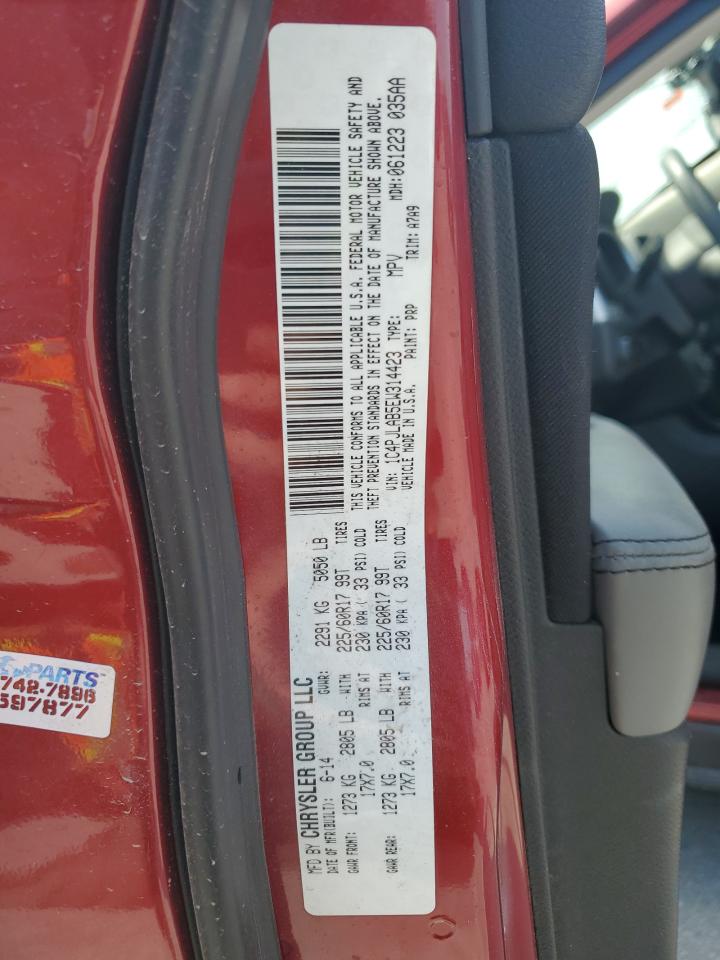 MFD BY CHRYSLER GROUP LLC
DATE OF MFR(BUILT): 6-14 GVWR: 2291 KG 5050 LB
GAWR FRONT: 1273 KG 2805 LB -WITH 225/60R17 99T TIRES
17X7.0 RIMS AT 230 KPA( 33 PSI) COLD
GAWR REAR: 1273 KG 2805 LB WITH 225/60R17 99T TIRES
17X7.0 RIMS AT 230 KPA( 33 PSI) COLD
THIS VEHICLE CONFORMS TO ALL APPLICABLE U.S.A. FEDERAL MOTOR VEHICLE SAFETY AND
THEFT PREVENTION STANDARDS IN EFFECT ON THE DATE OF MANUFACTURE SHOWN ABOVE.
VIN: 1C4PJLAB5EW314423 TYPE: MPV MDH:061223 035AA
VEHICLE MADE IN U.S.A. PAINT: PRP TRIM: A7A9
PARTS
742-7896
597877